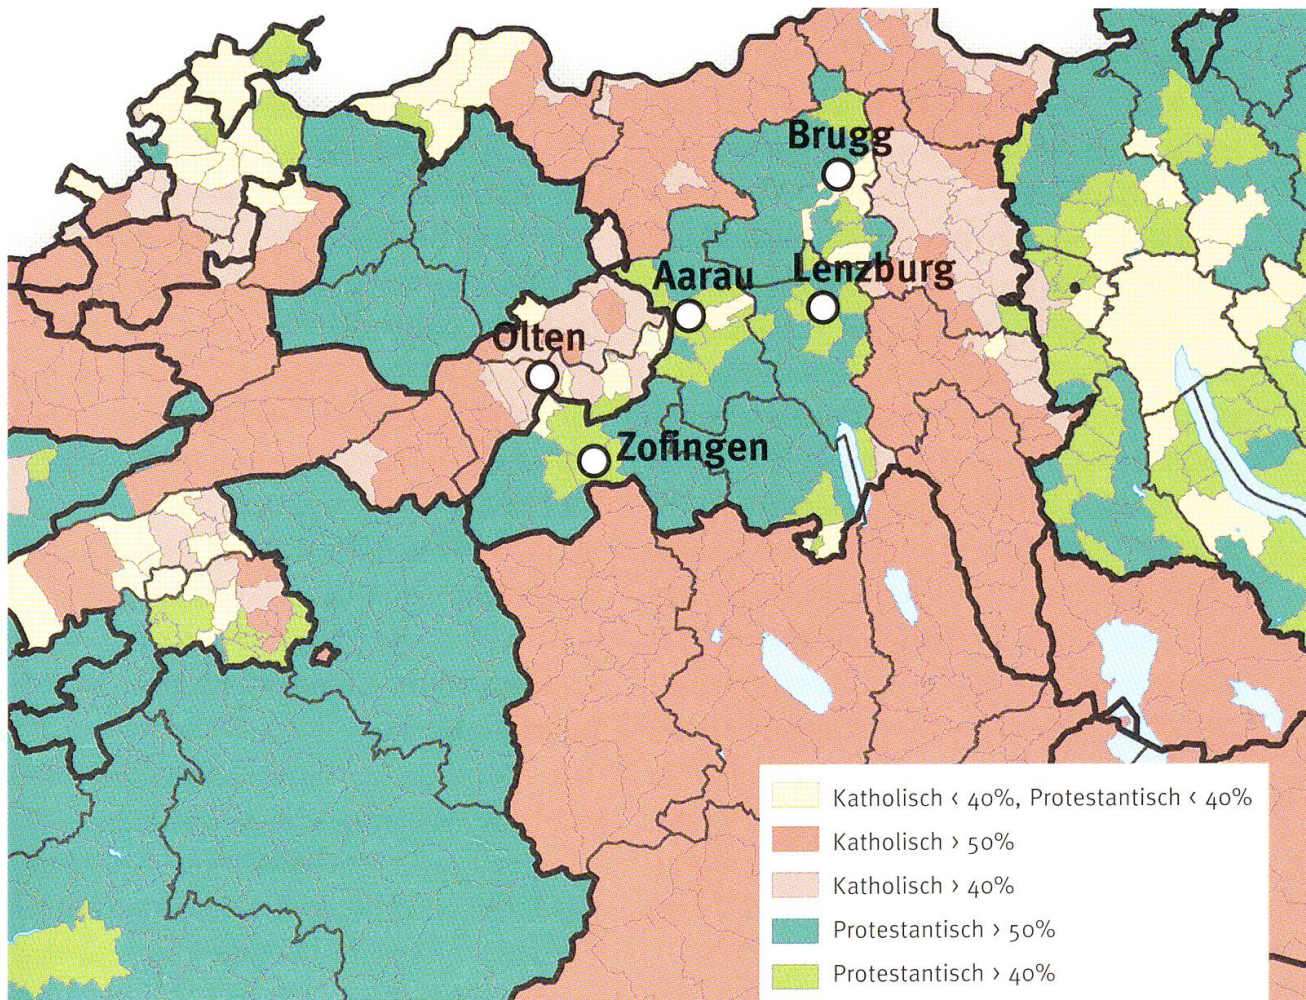 Brugg
Aarau
Lenzburg
Olten
Zofingen
Katholisch < 40%, Protestantisch < 40%
Katholisch > 50%
Katholisch > 40%
Protestantisch > 50%
Protestantisch > 40%